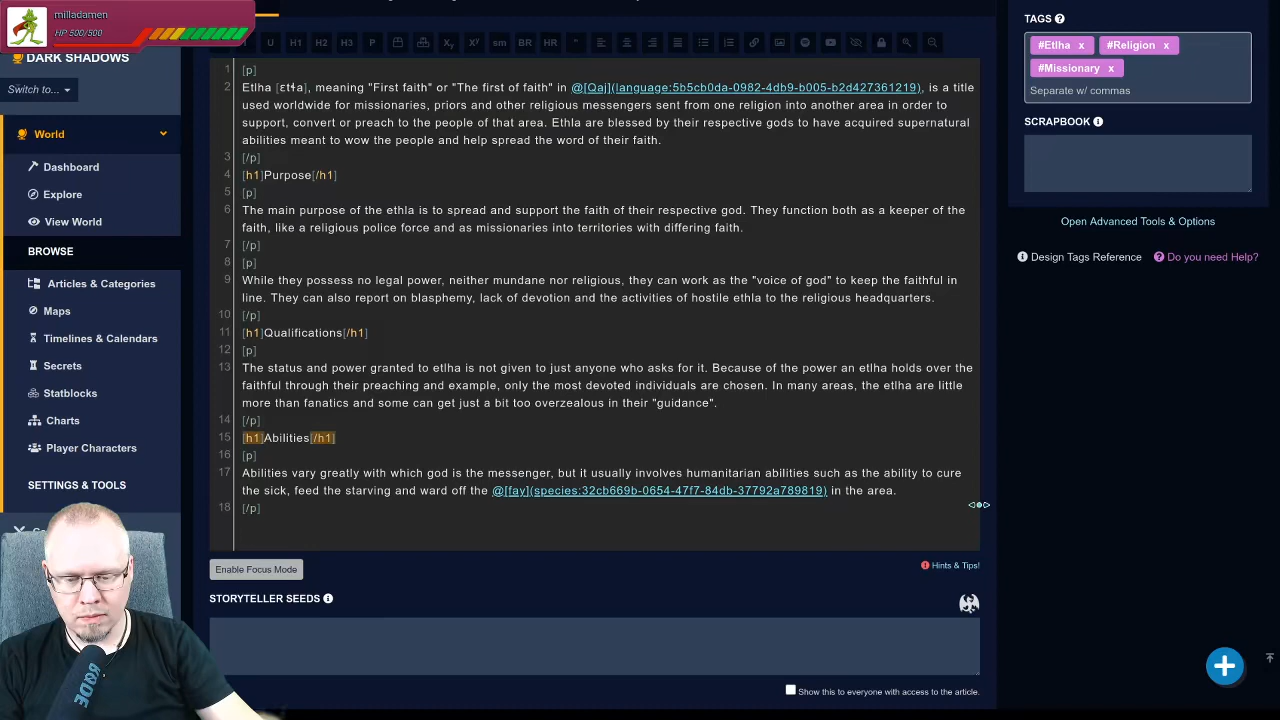 milladamen
HP 500/500
DARK SHADOWS
Switch to...
World
Dashboard
Explore
View World
BROWSE
Articles & Categories
Maps
Timelines & Calendars
Secrets
Statblocks
Charts
Player Characters
SETTINGS & TOOLS
RØDE
U H1 H2 H3 P X₂ Xʸ sm BR HR
1 [p]
2 Etlha [ɛtɬa], meaning "First faith" or "The first of faith" in @[Qaj](language:5b5cb0da-0982-4db9-b005-b2d427361219), is a title
used worldwide for missionaries, priors and other religious messengers sent from one religion into another area in order to
support, convert or preach to the people of that area. Ethla are blessed by their respective gods to have acquired supernatural
abilities meant to wow the people and help spread the word of their faith.
3 [/p]
4 [h1]Purpose[/h1]
5 [p]
6 The main purpose of the ethla is to spread and support the faith of their respective god. They function both as a keeper of the
faith, like a religious police force and as missionaries into territories with differing faith.
7 [/p]
8 [p]
9 While they possess no legal power, neither mundane nor religious, they can work as the "voice of god" to keep the faithful in
line. They can also report on blasphemy, lack of devotion and the activities of hostile ethla to the religious headquarters.
10 [/p]
11 [h1]Qualifications[/h1]
12 [p]
13 The status and power granted to etlha is not given to just anyone who asks for it. Because of the power an etlha holds over the
faithful through their preaching and example, only the most devoted individuals are chosen. In many areas, the etlha are little
more than fanatics and some can get just a bit too overzealous in their "guidance".
14 [/p]
15 [h1]Abilities[/h1]
16 [p]
17 Abilities vary greatly with which god is the messenger, but it usually involves humanitarian abilities such as the ability to cure
the sick, feed the starving and ward off the @[fay](species:32cb669b-0654-47f7-84db-37792a789819) in the area.
18 [/p]
Enable Focus Mode
Hints & Tips!
STORYTELLER SEEDS
Show this to everyone with access to the article.
TAGS
#Etlha x #Religion x
#Missionary x
Separate w/ commas
SCRAPBOOK
Open Advanced Tools & Options
Design Tags Reference Do you need Help?